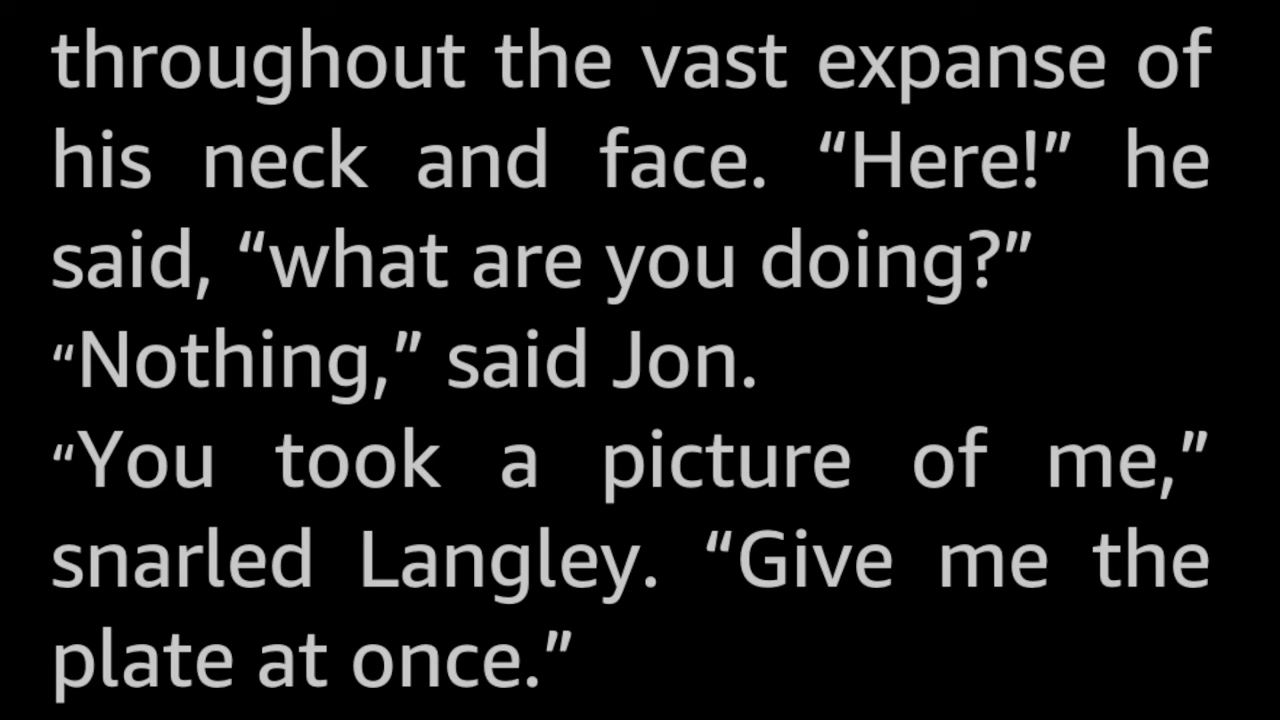 throughout the vast expanse of
his neck and face. “Here!” he
said, “what are you doing?”
“Nothing,” said Jon.
“You took a picture of me,”
snarled Langley. “Give me the
plate at once.”